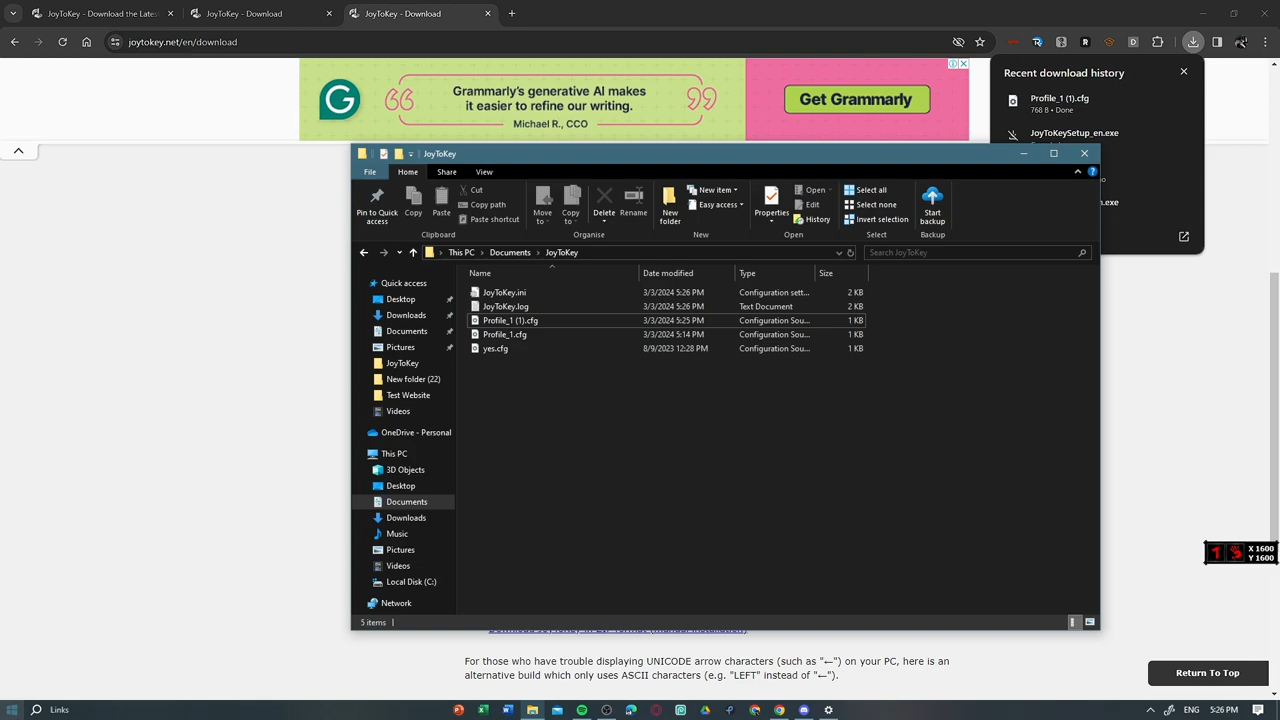 JoyToKey – Download the Lates
JoyToKey – Download
JoyToKey – Download
joytokey.net/en/download
Grammarly's generative AI makes
it easier to refine our writing.
Michael R., CCO
Get Grammarly
Recent download history
Profile_1 (1).cfg
768 B • Done
JoyToKeySetup_en.exe
JoyToKey
File
Home
Share
View
Pin to Quick
access
Copy
Paste
Cut
Copy path
Paste shortcut
Clipboard
Move
to
Copy
to
Delete
Rename
Organise
New
folder
New item
Easy access
New
Properties
Open
Edit
History
Open
Select all
Select none
Invert selection
Select
Start
backup
Backup
This PC
Documents
JoyToKey
Search JoyToKey
Name
Date modified
Type
Size
JoyToKey.ini 3/3/2024 5:26 PM Configuration sett... 2 KB
JoyToKey.log 3/3/2024 5:26 PM Text Document 2 KB
Profile_1 (1).cfg 3/3/2024 5:25 PM Configuration Sou... 1 KB
Profile_1.cfg 3/3/2024 5:14 PM Configuration Sou... 1 KB
yes.cfg 8/9/2023 12:28 PM Configuration Sou... 1 KB
Quick access
Desktop
Downloads
Documents
Pictures
JoyToKey
New folder (22)
Test Website
Videos
OneDrive - Personal
This PC
3D Objects
Desktop
Documents
Downloads
Music
Pictures
Videos
Local Disk (C:)
Network
5 items
X 1600
Y 1600
For those who have trouble displaying UNICODE arrow characters (such as "←") on your PC, here is an
alternative build which only uses ASCII characters (e.g. "LEFT" instead of "←").
Return To Top
Links
5:26 PM